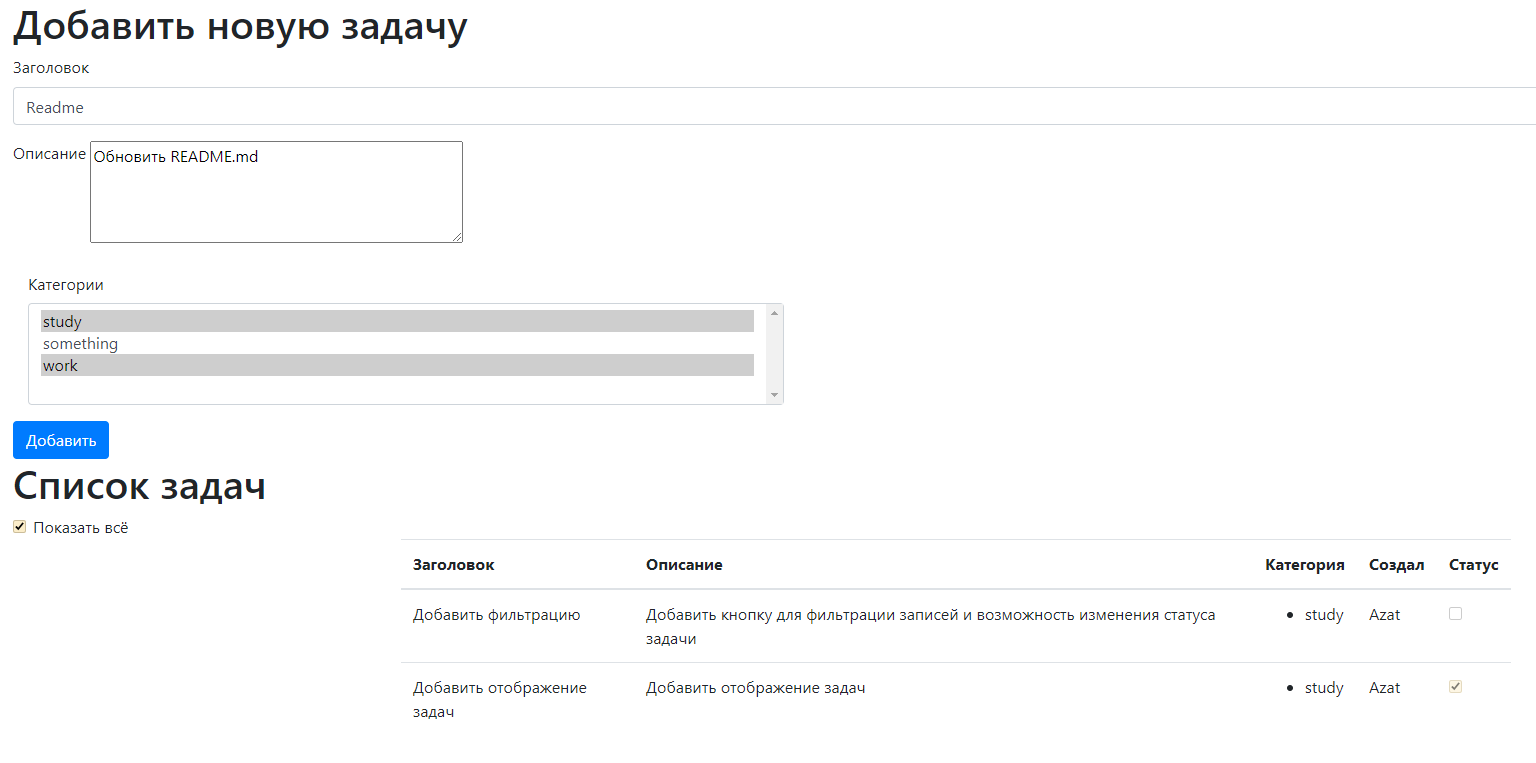 Добавить новую задачу
Заголовок
Readme
Описание Обновить README.md
Категории
study
something
work
Добавить
Список задач
Показать всё
Заголовок Описание Категория Создал Статус
Добавить фильтрацию Добавить кнопку для фильтрации записей и возможность изменения статуса • study Azat
задачи
Добавить отображение Добавить отображение задач • study Azat
задач